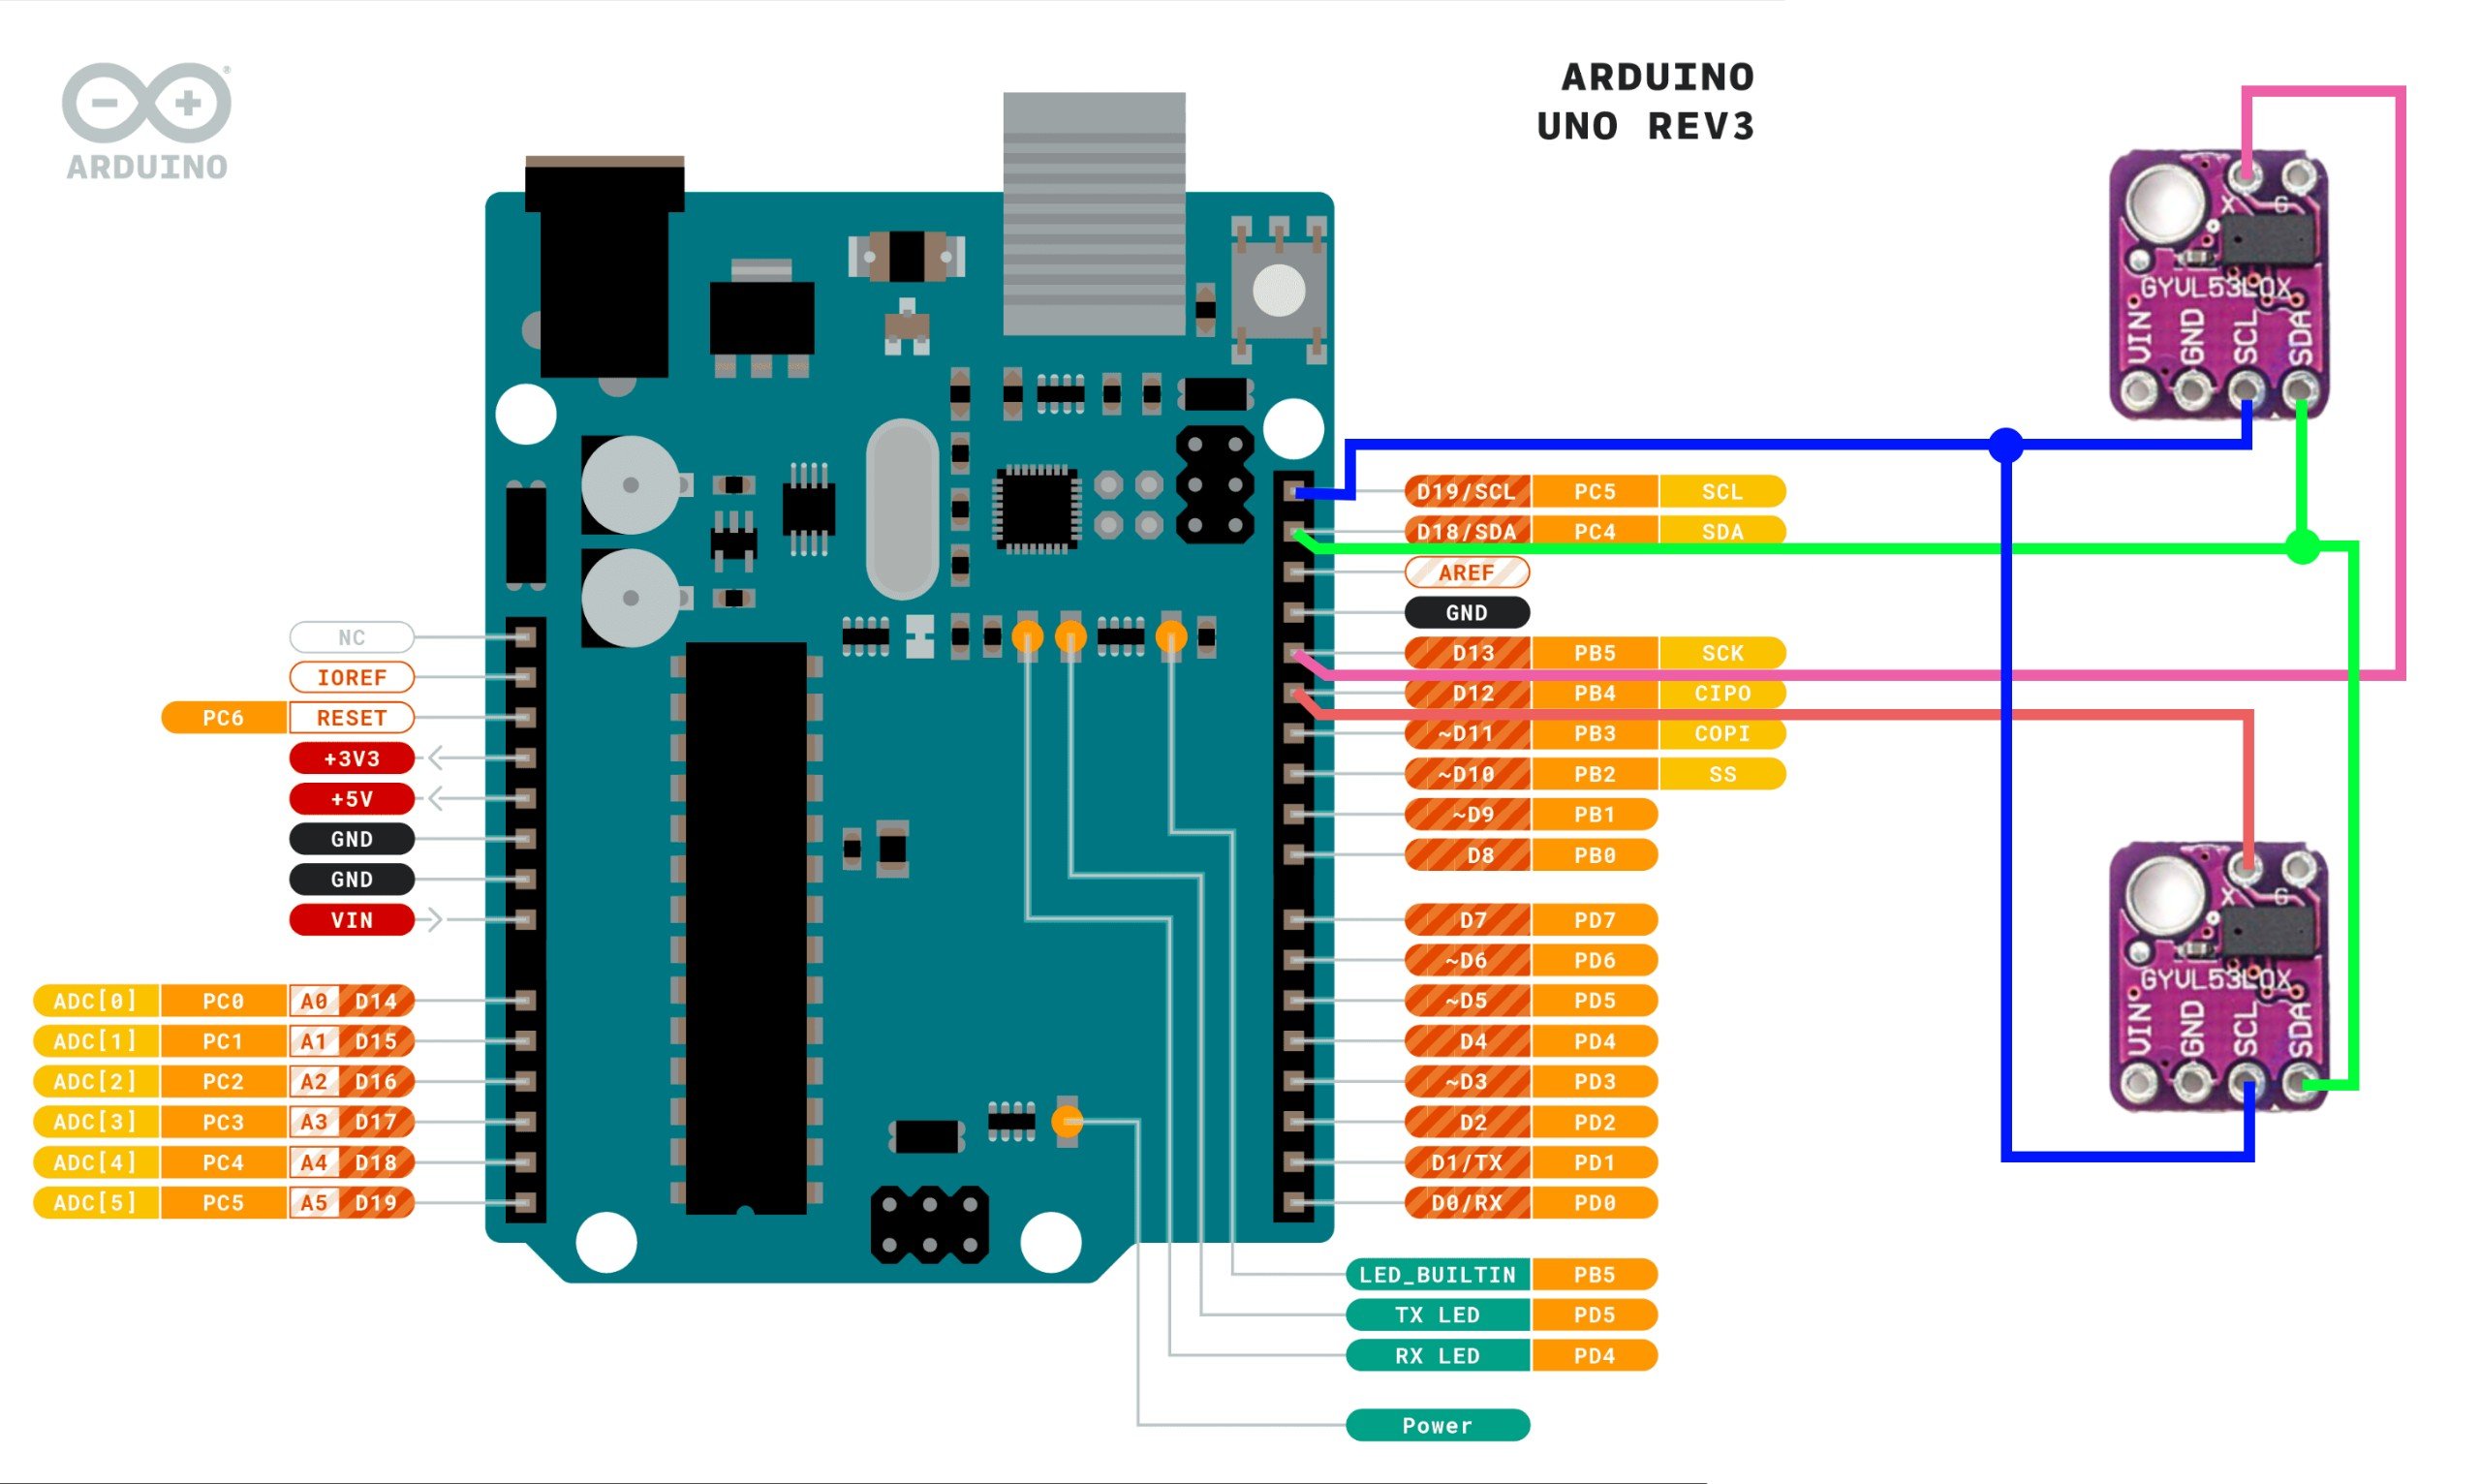 ARDUINO
UNO REV3
®
ARDUINO
X G
GYVL53L0X
VIN GND SCL SDA
D19/SCL PC5 SCL
D18/SDA PC4 SDA
AREF
GND
NC
D13 PB5 SCK
IOREF
D12 PB4 CIPO
PC6 RESET
~D11 PB3 COPI
+3V3
~D10 PB2 SS
+5V
~D9 PB1
GND
D8 PB0
GND
VIN
D7 PD7
X G
~D6 PD6
GYVL53L0X
VIN GND SCL SDA
ADC[0] PC0 A0 D14
~D5 PD5
ADC[1] PC1 A1 D15
D4 PD4
ADC[2] PC2 A2 D16
~D3 PD3
ADC[3] PC3 A3 D17
D2 PD2
ADC[4] PC4 A4 D18
D1/TX PD1
ADC[5] PC5 A5 D19
D0/RX PD0
LED_BUILTIN PB5
TX LED PD5
RX LED PD4
Power